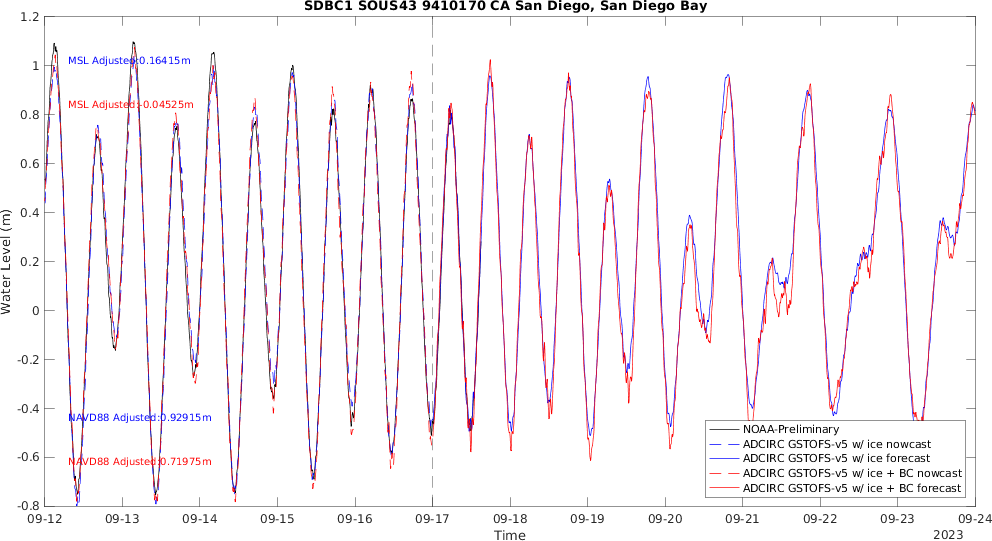 SDBC1 SOUS43 9410170 CA San Diego, San Diego Bay
1.2
1
0.8
0.6
0.4
0.2
0
-0.2
-0.4
-0.6
-0.8
Water Level (m)
MSL Adjusted:0.16415m
MSL Adjusted:-0.04525m
NAVD88 Adjusted:0.92915m
NAVD88 Adjusted:0.71975m
NOAA-Preliminary
ADCIRC GSTOFS-v5 w/ ice nowcast
ADCIRC GSTOFS-v5 w/ ice forecast
ADCIRC GSTOFS-v5 w/ ice + BC nowcast
ADCIRC GSTOFS-v5 w/ ice + BC forecast
09-12 09-13 09-14 09-15 09-16 09-17 09-18 09-19 09-20 09-21 09-22 09-23 09-24
Time
2023